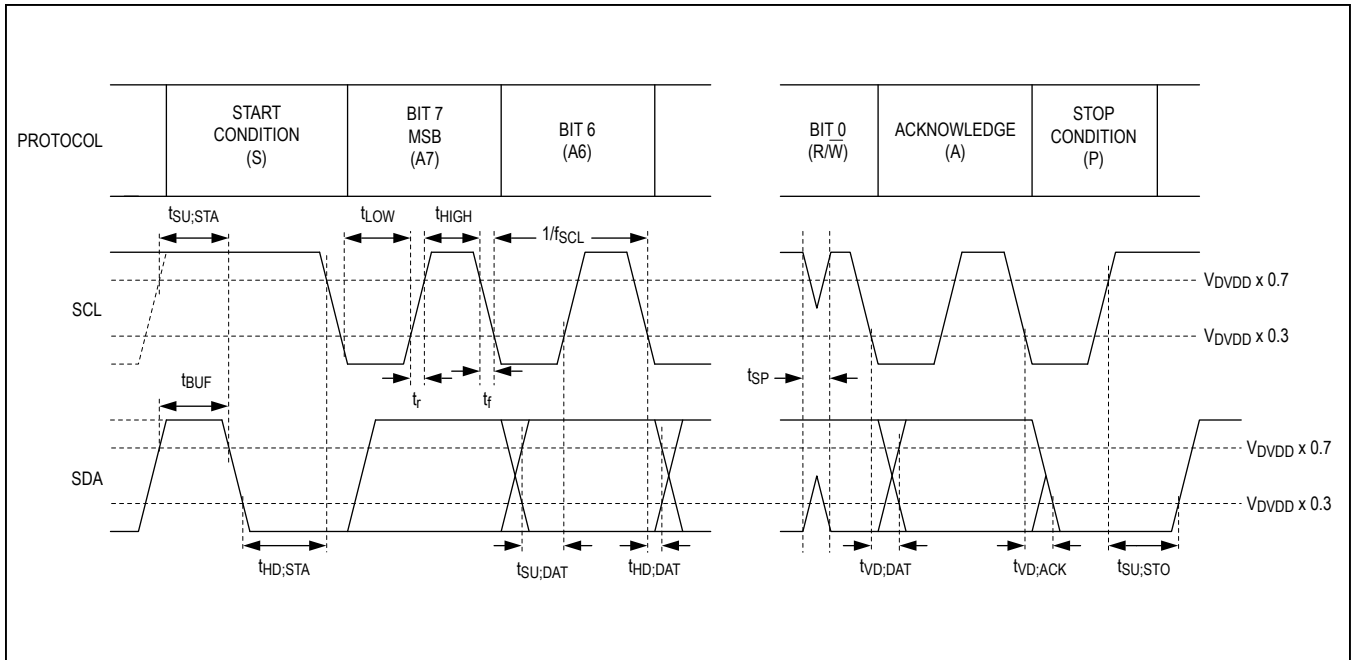 PROTOCOL
START
CONDITION
(S)
BIT 7
MSB
(A7)
BIT 6
(A6)
BIT 0
(R/W̅)
ACKNOWLEDGE
(A)
STOP
CONDITION
(P)
tSU;STA
tLOW
tHIGH
1/fSCL
SCL
VDVDD x 0.7
VDVDD x 0.3
tBUF
tr
tf
tSP
SDA
VDVDD x 0.7
VDVDD x 0.3
tHD;STA
tSU;DAT
tHD;DAT
tVD;DAT
tVD;ACK
tSU;STO